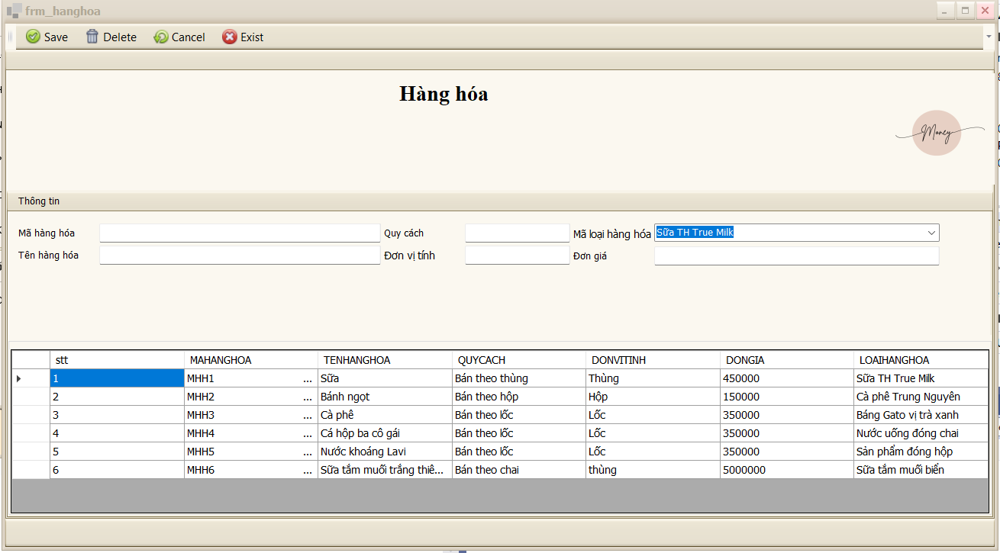 frm_hanghoa
Save Delete Cancel Exist
Hàng hóa
Money
Thông tin
Mã hàng hóa Quy cách Mã loại hàng hóa Sữa TH True Milk
Tên hàng hóa Đơn vị tính Đơn giá
stt MAHANGHOA TENHANGHOA QUYCACH DONVITINH DONGIA LOAIHANGHOA
1 MHH1 ... Sữa Bán theo thùng Thùng 450000 Sữa TH True Milk
2 MHH2 ... Bánh ngọt Bán theo hộp Hộp 150000 Cà phê Trung Nguyên
3 MHH3 ... Cà phê Bán theo lốc Lốc 350000 Báng Gato vị trà xanh
4 MHH4 ... Cá hộp ba cô gái Bán theo lốc Lốc 350000 Nước uống đóng chai
5 MHH5 ... Nước khoáng Lavi Bán theo lốc Lốc 350000 Sản phẩm đóng hộp
6 MHH6 ... Sữa tắm muối trắng thiê... Bán theo chai thùng 5000000 Sữa tắm muối biển